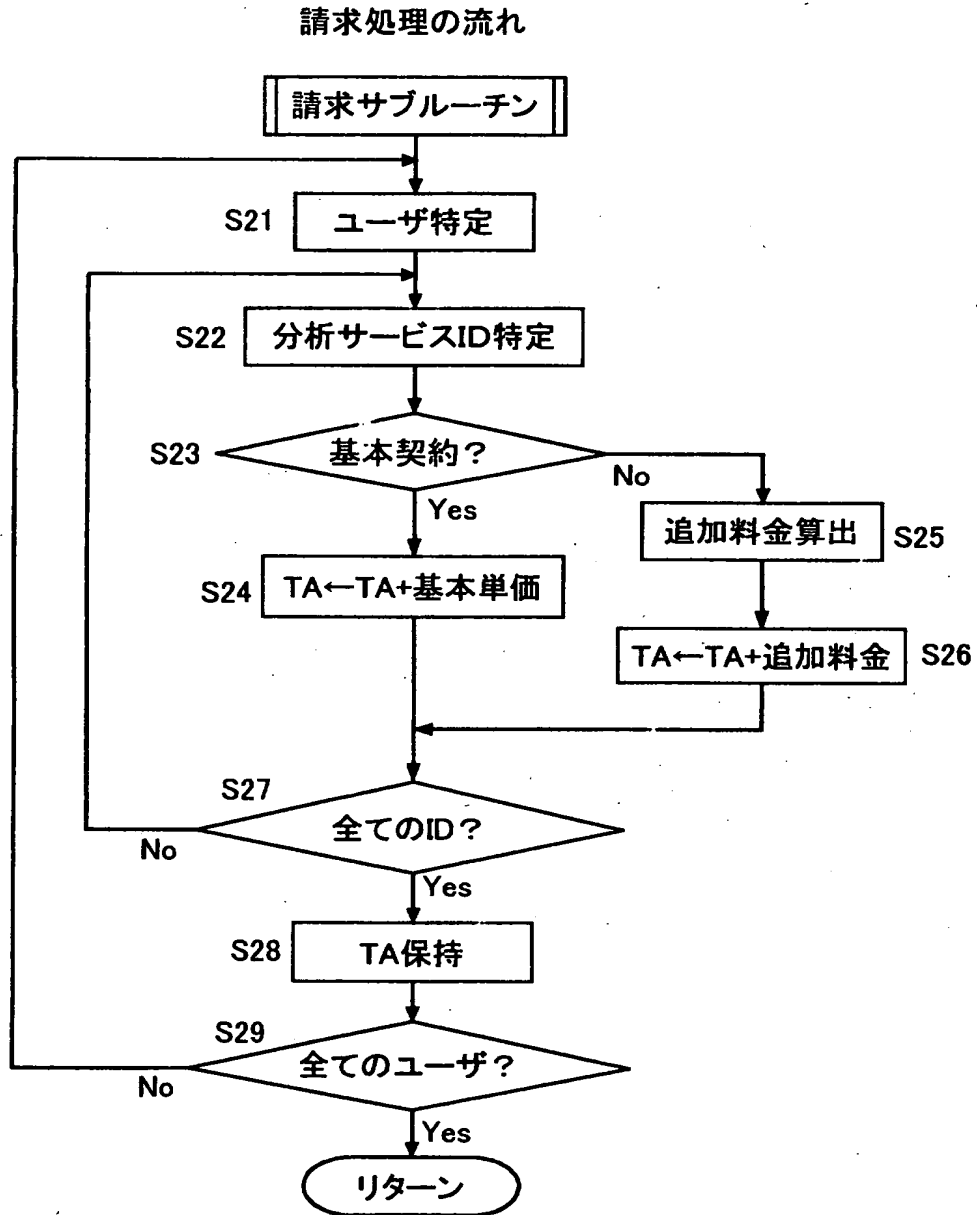 請求処理の流れ
請求サブルーチン
S21
ユーザ特定
S22
分析サービスID特定
S23
基本契約?
No
Yes
追加料金算出
S25
S24
TA←TA+基本単価
TA←TA+追加料金
S26
S27
全てのID?
No
Yes
S28
TA保持
S29
全てのユーザ?
No
Yes
リターン